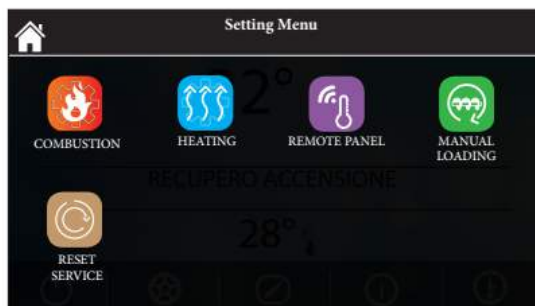 Setting Menu
COMBUSTION
HEATING
REMOTE PANEL
MANUAL
LOADING
RECUPERO ACCENSIONE
28°
RESET
SERVICE